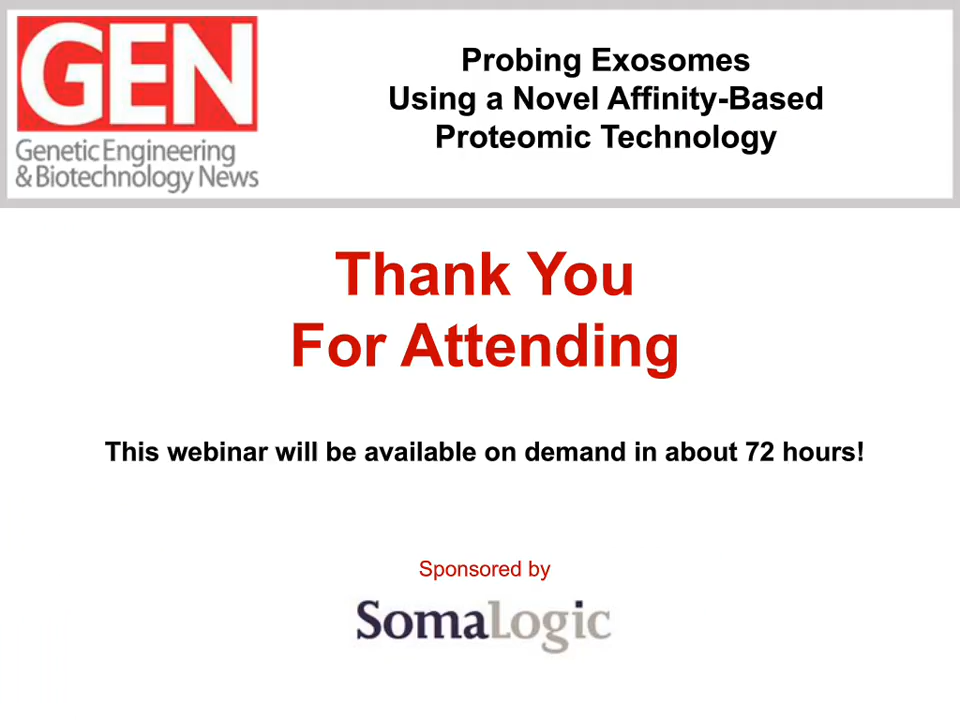 GEN
Genetic Engineering
& Biotechnology News
Probing Exosomes
Using a Novel Affinity-Based
Proteomic Technology
Thank You
For Attending
This webinar will be available on demand in about 72 hours!
Sponsored by
SomaLogic